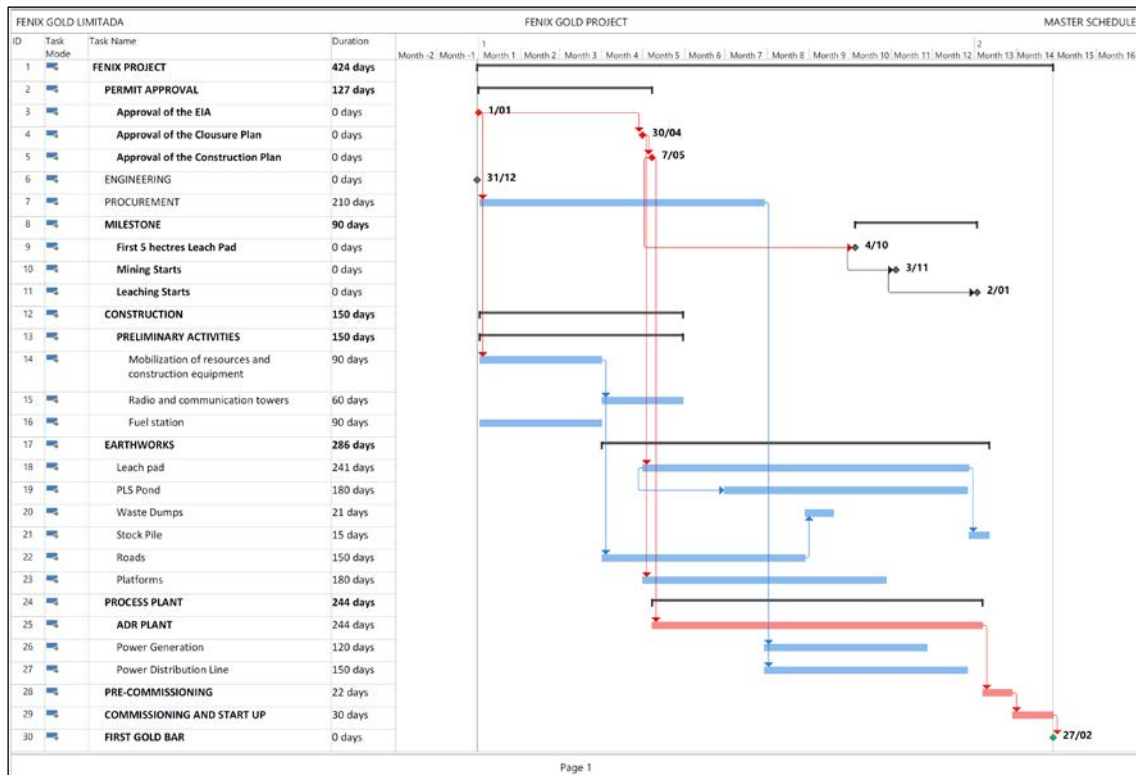 FENIX GOLD LIMITADA FENIX GOLD PROJECT MASTER SCHEDULE
ID Task Mode Task Name Duration
1 2
Month -2 Month -1 Month 1 Month 2 Month 3 Month 4 Month 5 Month 6 Month 7 Month 8 Month 9 Month 10 Month 11 Month 12 Month 13 Month 14 Month 15 Month 16
1 FENIX PROJECT 424 days
2 PERMIT APPROVAL 127 days
3 Approval of the EIA 0 days 1/01
4 Approval of the Clousure Plan 0 days 30/04
5 Approval of the Construction Plan 0 days 7/05
6 ENGINEERING 0 days 31/12
7 PROCUREMENT 210 days
8 MILESTONE 90 days
9 First 5 hectres Leach Pad 0 days 4/10
10 Mining Starts 0 days 3/11
11 Leaching Starts 0 days 2/01
12 CONSTRUCTION 150 days
13 PRELIMINARY ACTIVITIES 150 days
14 Mobilization of resources and 90 days
construction equipment
15 Radio and communication towers 60 days
16 Fuel station 90 days
17 EARTHWORKS 286 days
18 Leach pad 241 days
19 PLS Pond 180 days
20 Waste Dumps 21 days
21 Stock Pile 15 days
22 Roads 150 days
23 Platforms 180 days
24 PROCESS PLANT 244 days
25 ADR PLANT 244 days
26 Power Generation 120 days
27 Power Distribution Line 150 days
28 PRE-COMMISSIONING 22 days
29 COMMISSIONING AND START UP 30 days
30 FIRST GOLD BAR 0 days 27/02
Page 1